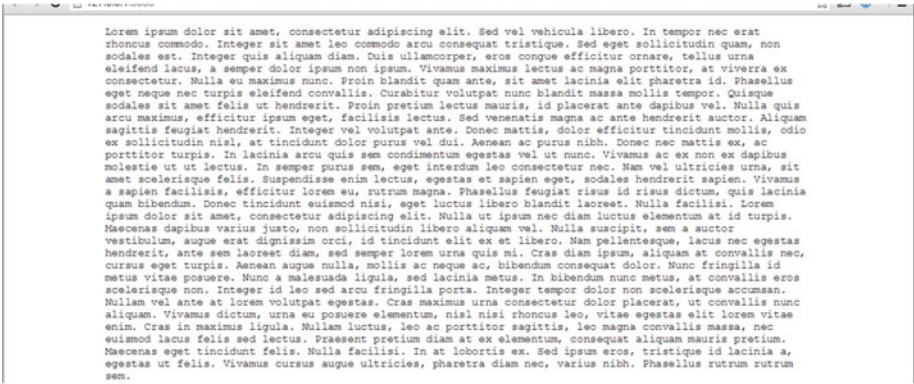 Lorem ipsum dolor sit amet, consectetur adipiscing elit. Sed vel vehicula libero. In tempor nec erat
rhoncus commodo. Integer sit amet leo commodo arcu consequat tristique. Sed eget sollicitudin quam, non
sodales est. Integer quis aliquam diam. Duis ullamcorper, eros congue efficitur ornare, tellus urna
eleifend lacus, a semper dolor ipsum non ipsum. Vivamus maximus lectus ac magna porttitor, at viverra ex
consectetur. Nulla eu maximus nunc. Proin blandit quam ante, sit amet lacinia elit pharetra id. Phasellus
eget neque nec turpis eleifend convallis. Curabitur volutpat nunc blandit massa mollis tempor. Quisque
sodales sit amet felis ut hendrerit. Proin pretium lectus mauris, id placerat ante dapibus vel. Nulla quis
arcu maximus, efficitur ipsum eget, facilisis lectus. Sed venenatis magna ac ante hendrerit auctor. Aliquam
sagittis feugiat hendrerit. Integer vel volutpat ante. Donec mattis, dolor efficitur tincidunt mollis, odio
ex sollicitudin nisl, at tincidunt dolor purus vel dui. Aenean ac purus nibh. Donec nec mattis ex, ac
porttitor turpis. In lacinia arcu quis sem condimentum egestas vel ut nunc. Vivamus ac ex non ex dapibus
molestie ut ut lectus. In semper purus sem, eget interdum leo consectetur nec. Nam vel ultricies urna, sit
amet scelerisque felis. Suspendisse enim lectus, egestas et sapien eget, sodales hendrerit sapien. Vivamus
a sapien facilisis, efficitur lorem eu, rutrum magna. Phasellus feugiat risus id risus dictum, quis lacinia
quam bibendum. Donec tincidunt euismod nisi, eget luctus libero blandit laoreet. Nulla facilisi. Lorem
ipsum dolor sit amet, consectetur adipiscing elit. Nulla ut ipsum nec diam luctus elementum at id turpis.
Maecenas dapibus varius justo, non sollicitudin libero aliquam vel. Nulla suscipit, sem a auctor
vestibulum, augue erat dignissim orci, id tincidunt elit ex et libero. Nam pellentesque, lacus nec egestas
hendrerit, ante sem laoreet diam, sed semper lorem urna quis mi. Cras diam ipsum, aliquam at convallis nec,
cursus eget turpis. Aenean augue nulla, mollis ac neque ac, bibendum consequat dolor. Nunc fringilla id
metus vitae posuere. Nunc a malesuada ligula, sed lacinia metus. In bibendum nunc metus, at convallis eros
scelerisque non. Integer id leo sed arcu fringilla porta. Integer tempor dolor non scelerisque accumsan.
Nullam vel ante at lorem volutpat egestas. Cras maximus urna consectetur dolor placerat, ut convallis nunc
aliquam. Vivamus dictum, urna eu posuere elementum, nisl nisi rhoncus leo, vitae egestas elit lorem vitae
enim. Cras in maximus ligula. Nullam luctus, leo ac porttitor sagittis, leo magna convallis massa, nec
euismod lacus felis sed lectus. Praesent pretium diam at ex elementum, consequat aliquam mauris pretium.
Maecenas eget tincidunt felis. Nulla facilisi. In at lobortis ex. Sed ipsum eros, tristique id lacinia a,
egestas ut felis. Vivamus cursus augue ultricies, pharetra diam nec, varius nibh. Phasellus rutrum rutrum
sem.